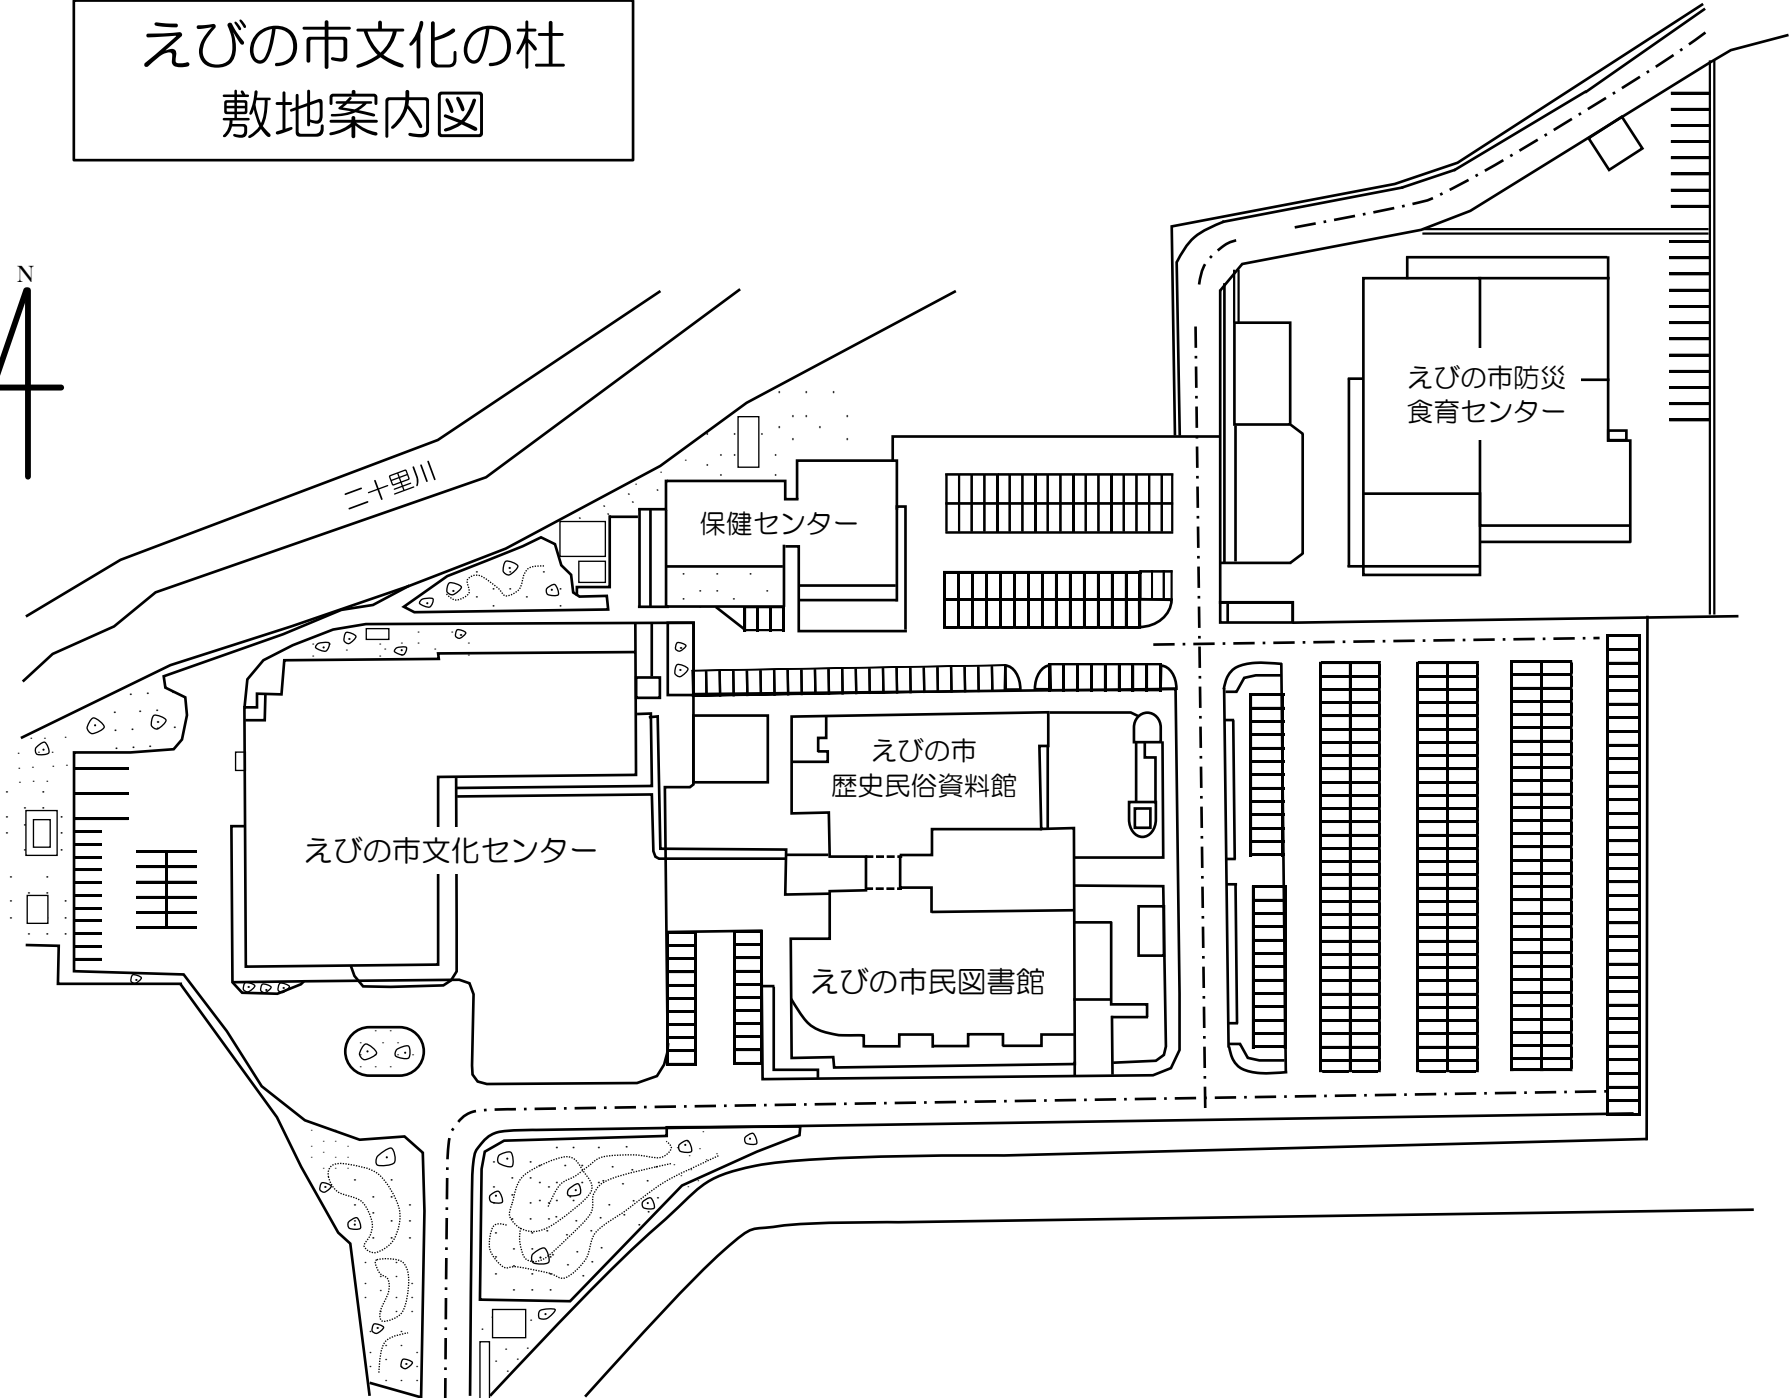 えびの市文化の杜
敷地案内図
N
えびの市防災
食育センター
二十里川
保健センター
えびの市
歴史民俗資料館
えびの市文化センター
えびの市民図書館